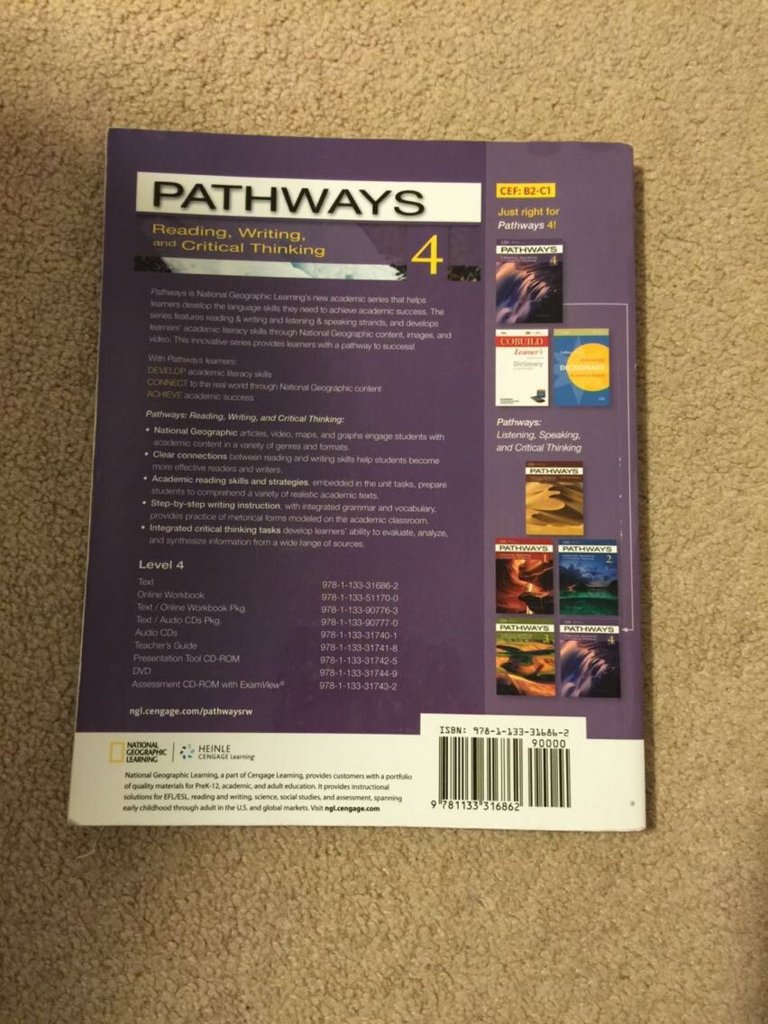 PATHWAYS
Reading, Writing,
and Critical Thinking
4
Pathways is National Geographic Learning's new academic series that helps
learners develop the language skills they need to achieve academic success. The
series features reading & writing and listening & speaking strands, and develops
learners' academic literacy skills through National Geographic content, images, and
video. This innovative series provides learners with a pathway to success!
With Pathways learners:
DEVELOP academic literacy skills
CONNECT to the real world through National Geographic content
ACHIEVE academic success
Pathways: Reading, Writing, and Critical Thinking:
• National Geographic articles, video, maps, and graphs engage students with
academic content in a variety of genres and formats.
• Clear connections between reading and writing skills help students become
more effective readers and writers.
• Academic reading skills and strategies, embedded in the unit tasks, prepare
students to comprehend a variety of realistic academic texts.
• Step-by-step writing instruction, with integrated grammar and vocabulary,
provides practice of rhetorical forms modeled on the academic classroom.
• Integrated critical thinking tasks develop learners' ability to evaluate, analyze,
and synthesize information from a wide range of sources.
Level 4
Text 978-1-133-31686-2
Online Workbook 978-1-133-51170-0
Text / Online Workbook Pkg. 978-1-133-90776-3
Text / Audio CDs Pkg. 978-1-133-90777-0
Audio CDs 978-1-133-31740-1
Teacher's Guide 978-1-133-31741-8
Presentation Tool CD-ROM 978-1-133-31742-5
DVD 978-1-133-31744-9
Assessment CD-ROM with ExamView® 978-1-133-31743-2
ngl.cengage.com/pathwaysrw
CEF: B2-C1
Just right for
Pathways 4!
PATHWAYS
4
COBUILD
Learner's
Dictionary
DICTIONARY
Pathways:
Listening, Speaking,
and Critical Thinking
PATHWAYS
PATHWAYS
1
PATHWAYS
2
PATHWAYS
3
PATHWAYS
4
NATIONAL
GEOGRAPHIC
LEARNING
HEINLE
CENGAGE Learning
National Geographic Learning, a part of Cengage Learning, provides customers with a portfolio
of quality materials for PreK-12, academic, and adult education. It provides instructional
solutions for EFL/ESL, reading and writing, science, social studies, and assessment, spanning
early childhood through adult in the U.S. and global markets. Visit ngl.cengage.com
ISBN: 978-1-133-31686-2
90000
9 781133 316862